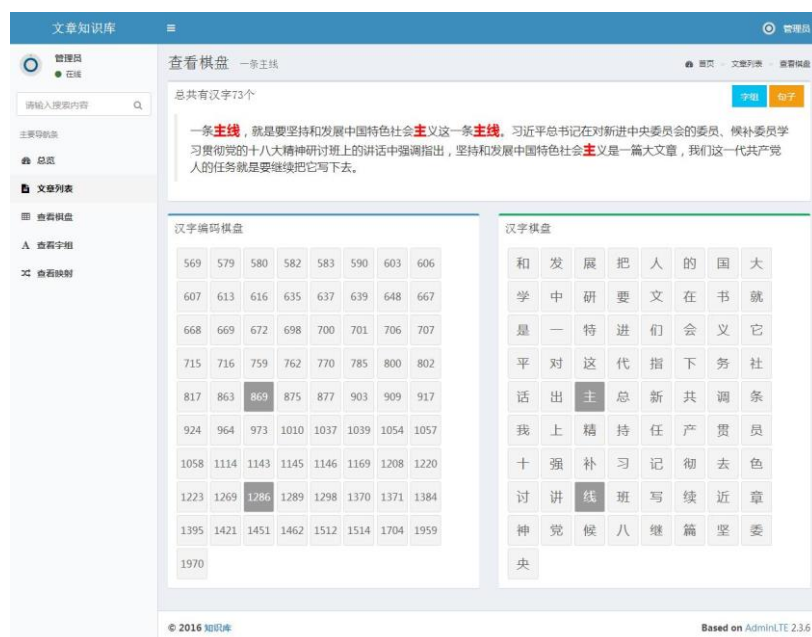 文章知识库
管理员
管理员
在线
请输入搜索内容
主要导航条
总览
文章列表
查看棋盘
查看字组
查看映射
查看棋盘 一条主线
首页 文章列表 查看棋盘
总共有汉字73个
字组 句子
一条主线，就是要坚持和发展中国特色社会主义这一条主线。习近平总书记在对新进中央委员会的委员、候补委员学
习贯彻党的十八大精神研讨班上的讲话中强调指出，坚持和发展中国特色社会主义是一篇大文章，我们这一代共产党
人的任务就是要继续把它写下去。
汉字编码棋盘
569 579 580 582 583 590 603 606
607 613 616 635 637 639 648 667
668 669 672 698 700 701 706 707
715 716 759 762 770 785 800 802
817 863 869 875 877 903 909 917
924 964 973 1010 1037 1039 1054 1057
1058 1114 1143 1145 1146 1169 1208 1220
1223 1269 1286 1289 1298 1370 1371 1384
1395 1421 1451 1462 1512 1514 1704 1959
1970
汉字棋盘
和 发 展 把 人 的 国 大
学 中 研 要 文 在 书 就
是 一 特 进 们 会 义 它
平 对 这 代 指 下 务 社
话 出 主 总 新 共 调 条
我 上 精 持 任 产 贯 员
十 强 补 习 记 彻 去 色
讨 讲 线 班 写 续 近 章
神 党 候 八 继 篇 坚 委
央
© 2016 知识库
Based on AdminLTE 2.3.6